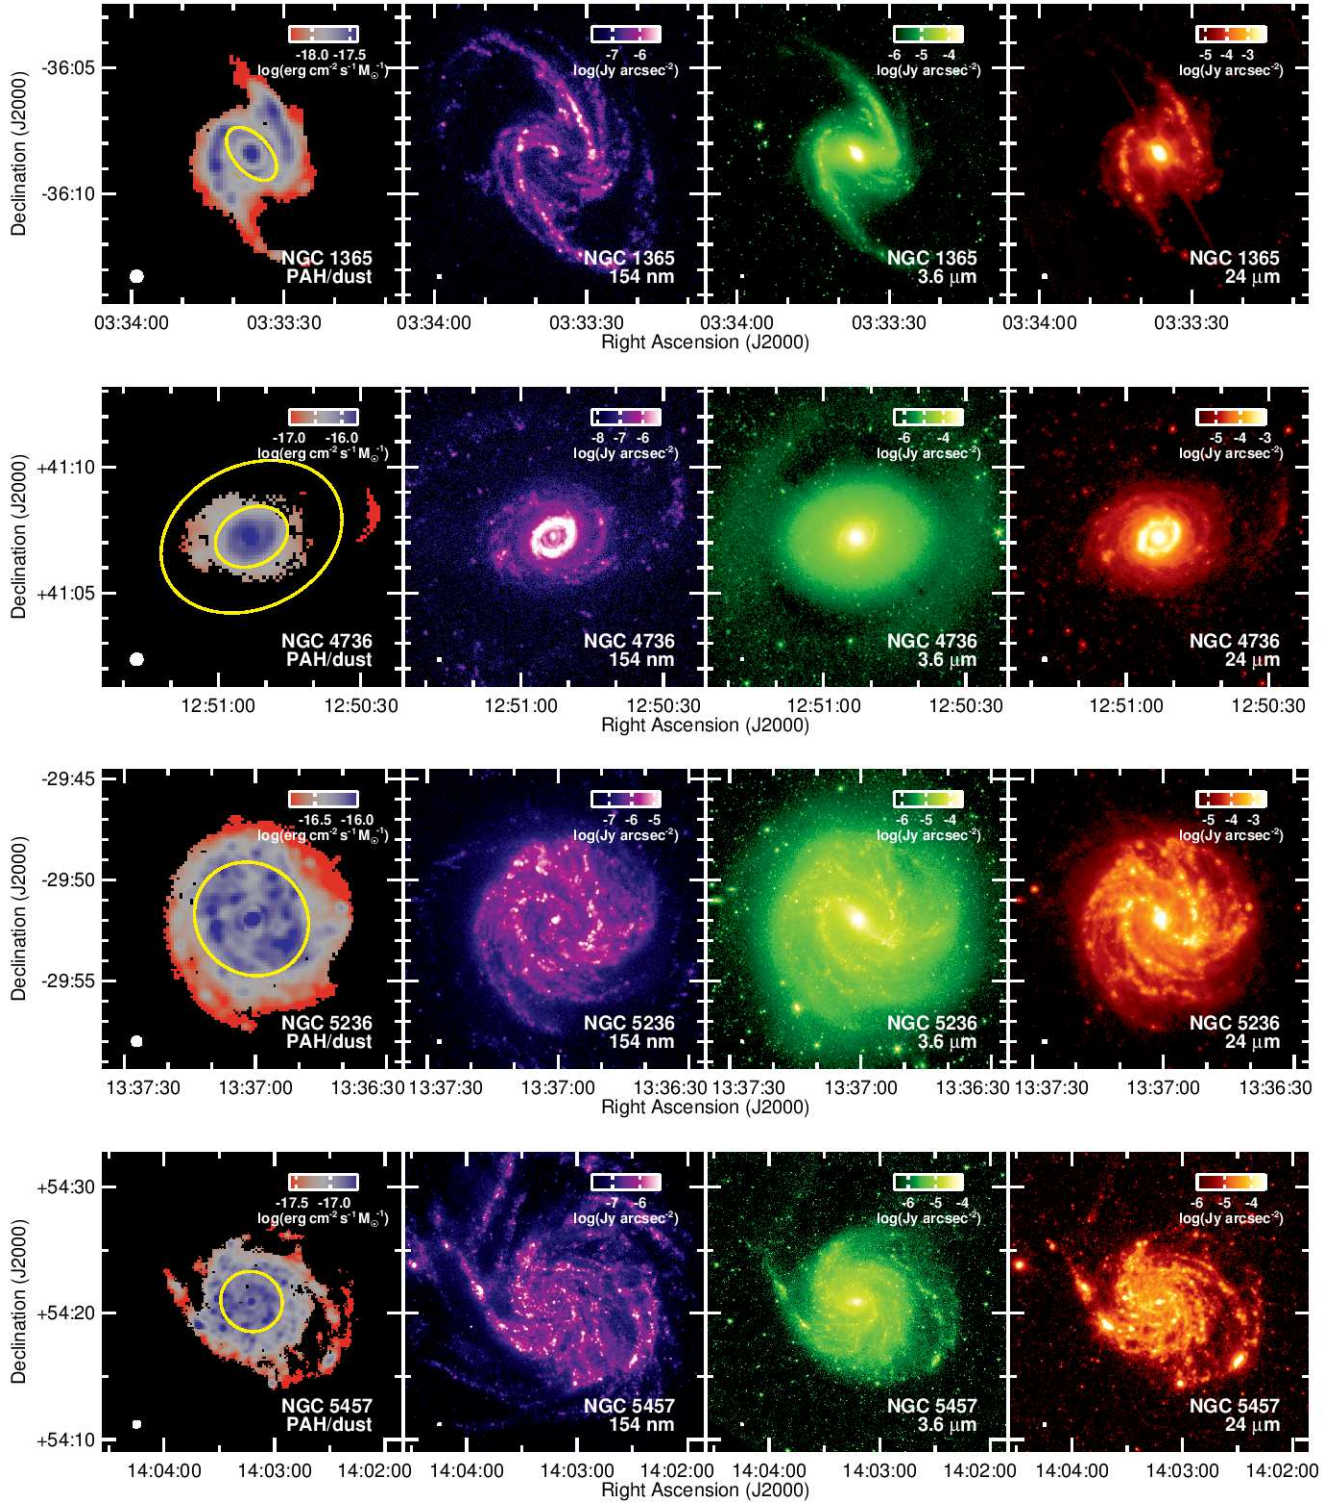 -18.0 -17.5
log(erg cm-2 s-1 M⊙-1)
-7 -6
log(Jy arcsec-2)
-6 -5 -4
log(Jy arcsec-2)
-5 -4 -3
log(Jy arcsec-2)
Declination (J2000)
-36:05
-36:10
NGC 1365
PAH/dust
NGC 1365
154 nm
NGC 1365
3.6 µm
NGC 1365
24 µm
03:34:00 03:33:30 03:34:00 03:33:30 03:34:00 03:33:30 03:34:00 03:33:30
Right Ascension (J2000)
-17.0 -16.0
log(erg cm-2 s-1 M⊙-1)
-8 -7 -6
log(Jy arcsec-2)
-6 -4
log(Jy arcsec-2)
-5 -4 -3
log(Jy arcsec-2)
Declination (J2000)
+41:10
+41:05
NGC 4736
PAH/dust
NGC 4736
154 nm
NGC 4736
3.6 µm
NGC 4736
24 µm
12:51:00 12:50:30 12:51:00 12:50:30 12:51:00 12:50:30 12:51:00 12:50:30
Right Ascension (J2000)
-16.5 -16.0
log(erg cm-2 s-1 M⊙-1)
-7 -6 -5
log(Jy arcsec-2)
-6 -5 -4
log(Jy arcsec-2)
-5 -4 -3
log(Jy arcsec-2)
Declination (J2000)
-29:45
-29:50
-29:55
NGC 5236
PAH/dust
NGC 5236
154 nm
NGC 5236
3.6 µm
NGC 5236
24 µm
13:37:30 13:37:00 13:36:30 13:37:30 13:37:00 13:36:30 13:37:30 13:37:00 13:36:30 13:37:30 13:37:00 13:36:30
Right Ascension (J2000)
-17.5 -17.0
log(erg cm-2 s-1 M⊙-1)
-7 -6
log(Jy arcsec-2)
-6 -5 -4
log(Jy arcsec-2)
-6 -5 -4
log(Jy arcsec-2)
Declination (J2000)
+54:30
+54:20
+54:10
NGC 5457
PAH/dust
NGC 5457
154 nm
NGC 5457
3.6 µm
NGC 5457
24 µm
14:04:00 14:03:00 14:02:00 14:04:00 14:03:00 14:02:00 14:04:00 14:03:00 14:02:00 14:04:00 14:03:00 14:02:00
Right Ascension (J2000)